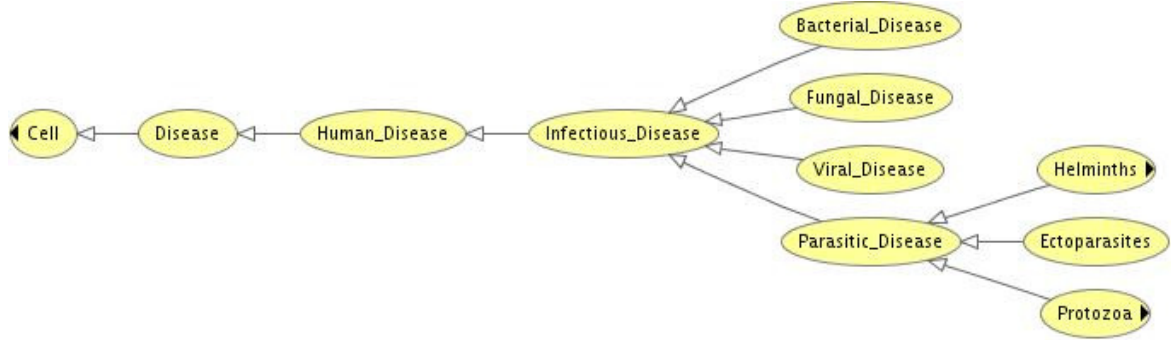 Bacterial_Disease
Fungal_Disease
Cell
Disease
Human_Disease
Infectious_Disease
Viral_Disease
Helminths
Parasitic_Disease
Ectoparasites
Protozoa